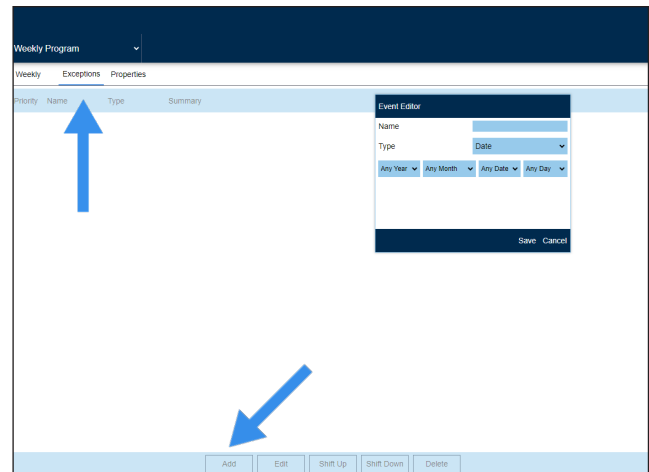 Weekly Program
Weekly Exceptions Properties
Priority Name Type Summary
Event Editor
Name
Type Date
Any Year Any Month Any Date Any Day
Save Cancel
Add Edit Shift Up Shift Down Delete